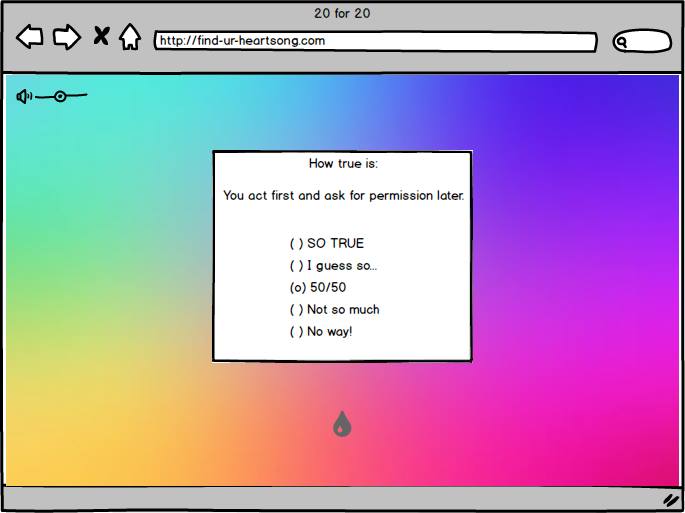 20 for 20
http://find-ur-heartsong.com
How true is:
You act first and ask for permission later.
( ) SO TRUE
( ) I guess so...
(o) 50/50
( ) Not so much
( ) No way!